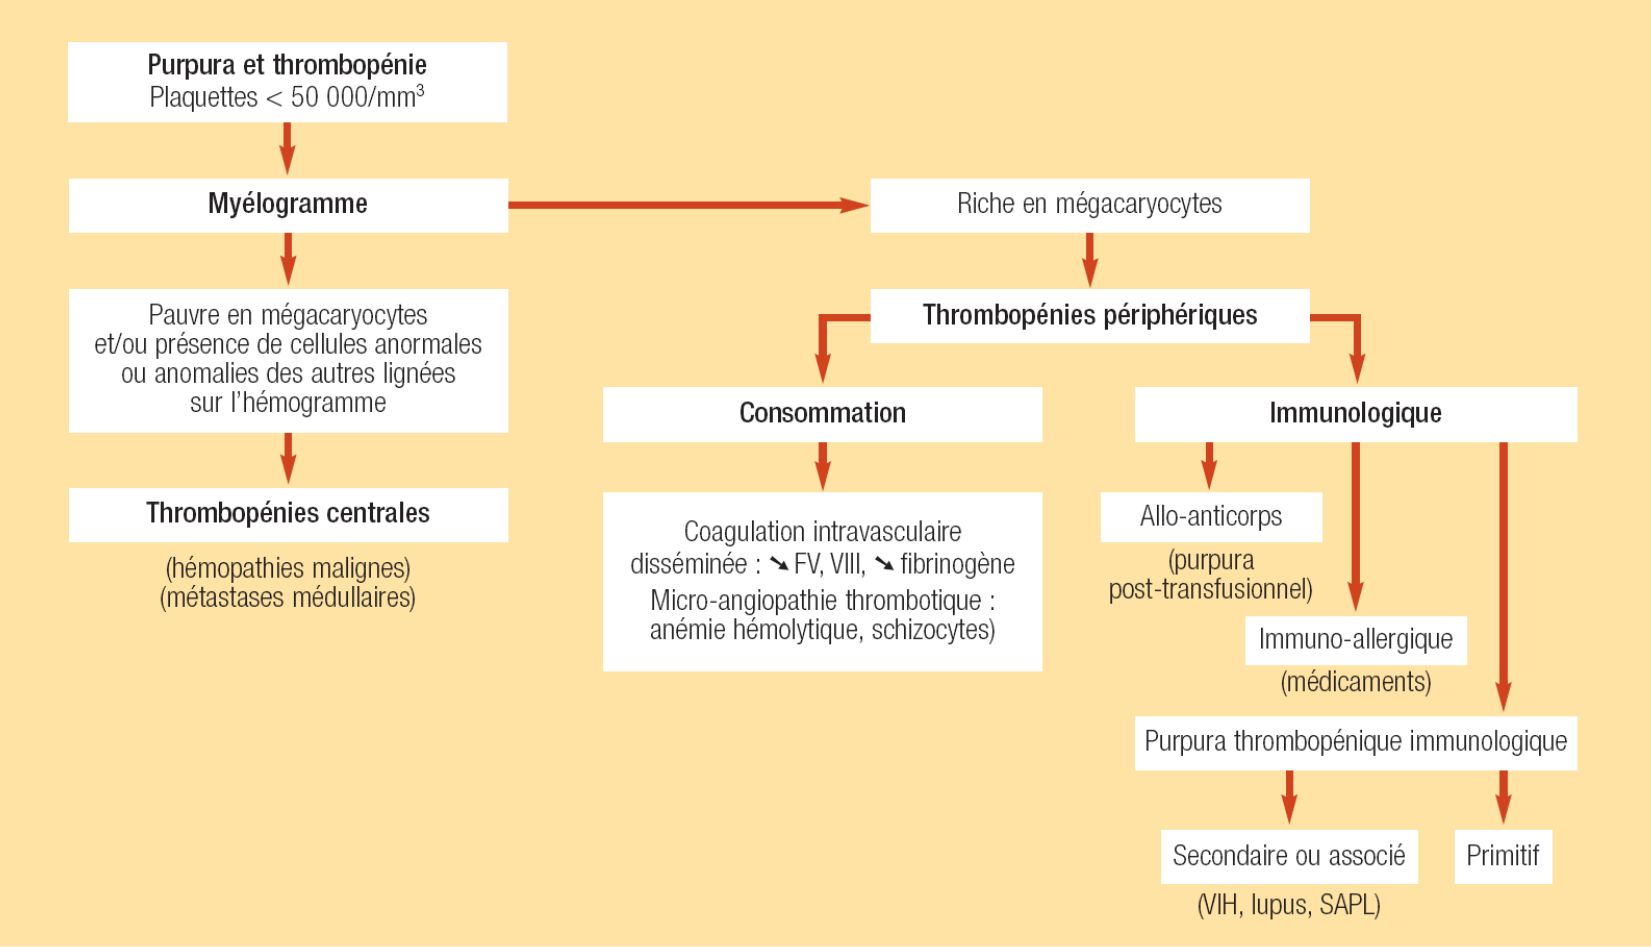 Purpura et thrombopénie
Plaquettes < 50 000/mm³
Myélogramme
Riche en mégacaryocytes
Pauvre en mégacaryocytes
et/ou présence de cellules anormales
ou anomalies des autres lignées
sur l'hémogramme
Thrombopénies périphériques
Consommation
Immunologique
Thrombopénies centrales
(hémopathies malignes)
(métastases médullaires)
Coagulation intravasculaire
disséminée : ➘ FV, VIII, ➘ fibrinogène
Micro-angiopathie thrombotique :
anémie hémolytique, schizocytes)
Allo-anticorps
(purpura
post-transfusionnel)
Immuno-allergique
(médicaments)
Purpura thrombopénique immunologique
Secondaire ou associé
(VIH, lupus, SAPL)
Primitif